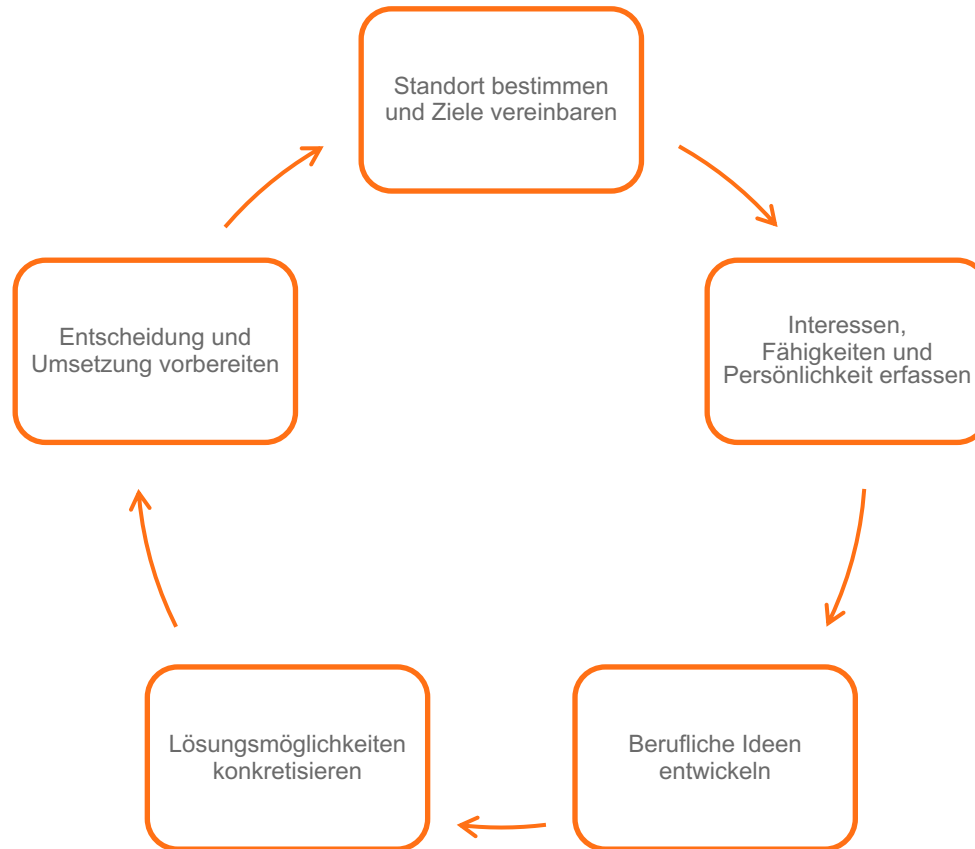 Standort bestimmen
und Ziele vereinbaren
Interessen,
Fähigkeiten und
Persönlichkeit erfassen
Berufliche Ideen
entwickeln
Lösungsmöglichkeiten
konkretisieren
Entscheidung und
Umsetzung vorbereiten